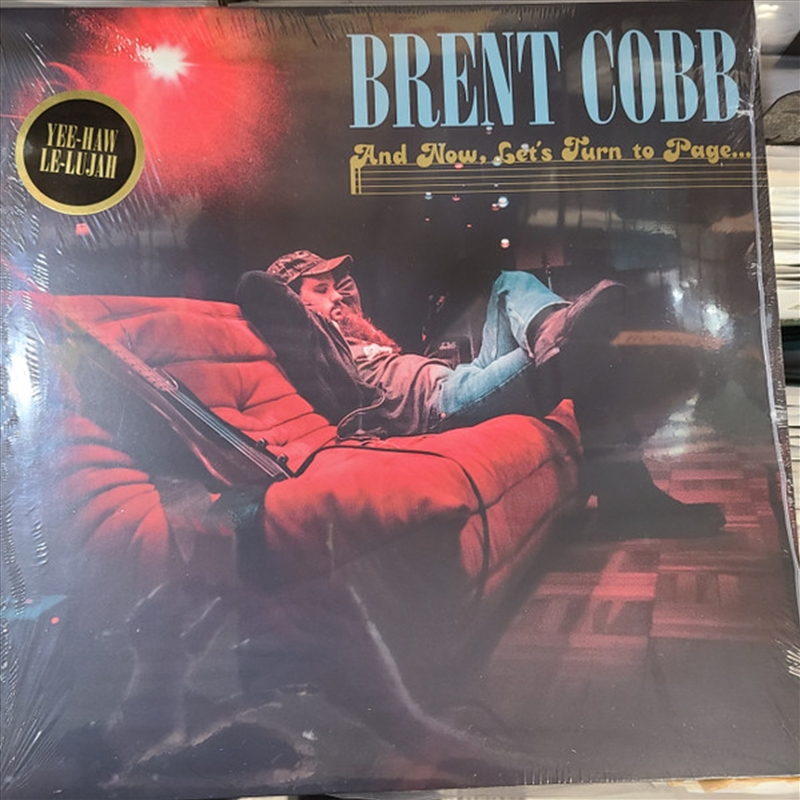 BRENT COBB
And Now, Let's Turn to Page...
YEE-HAW
LE-LUJAH